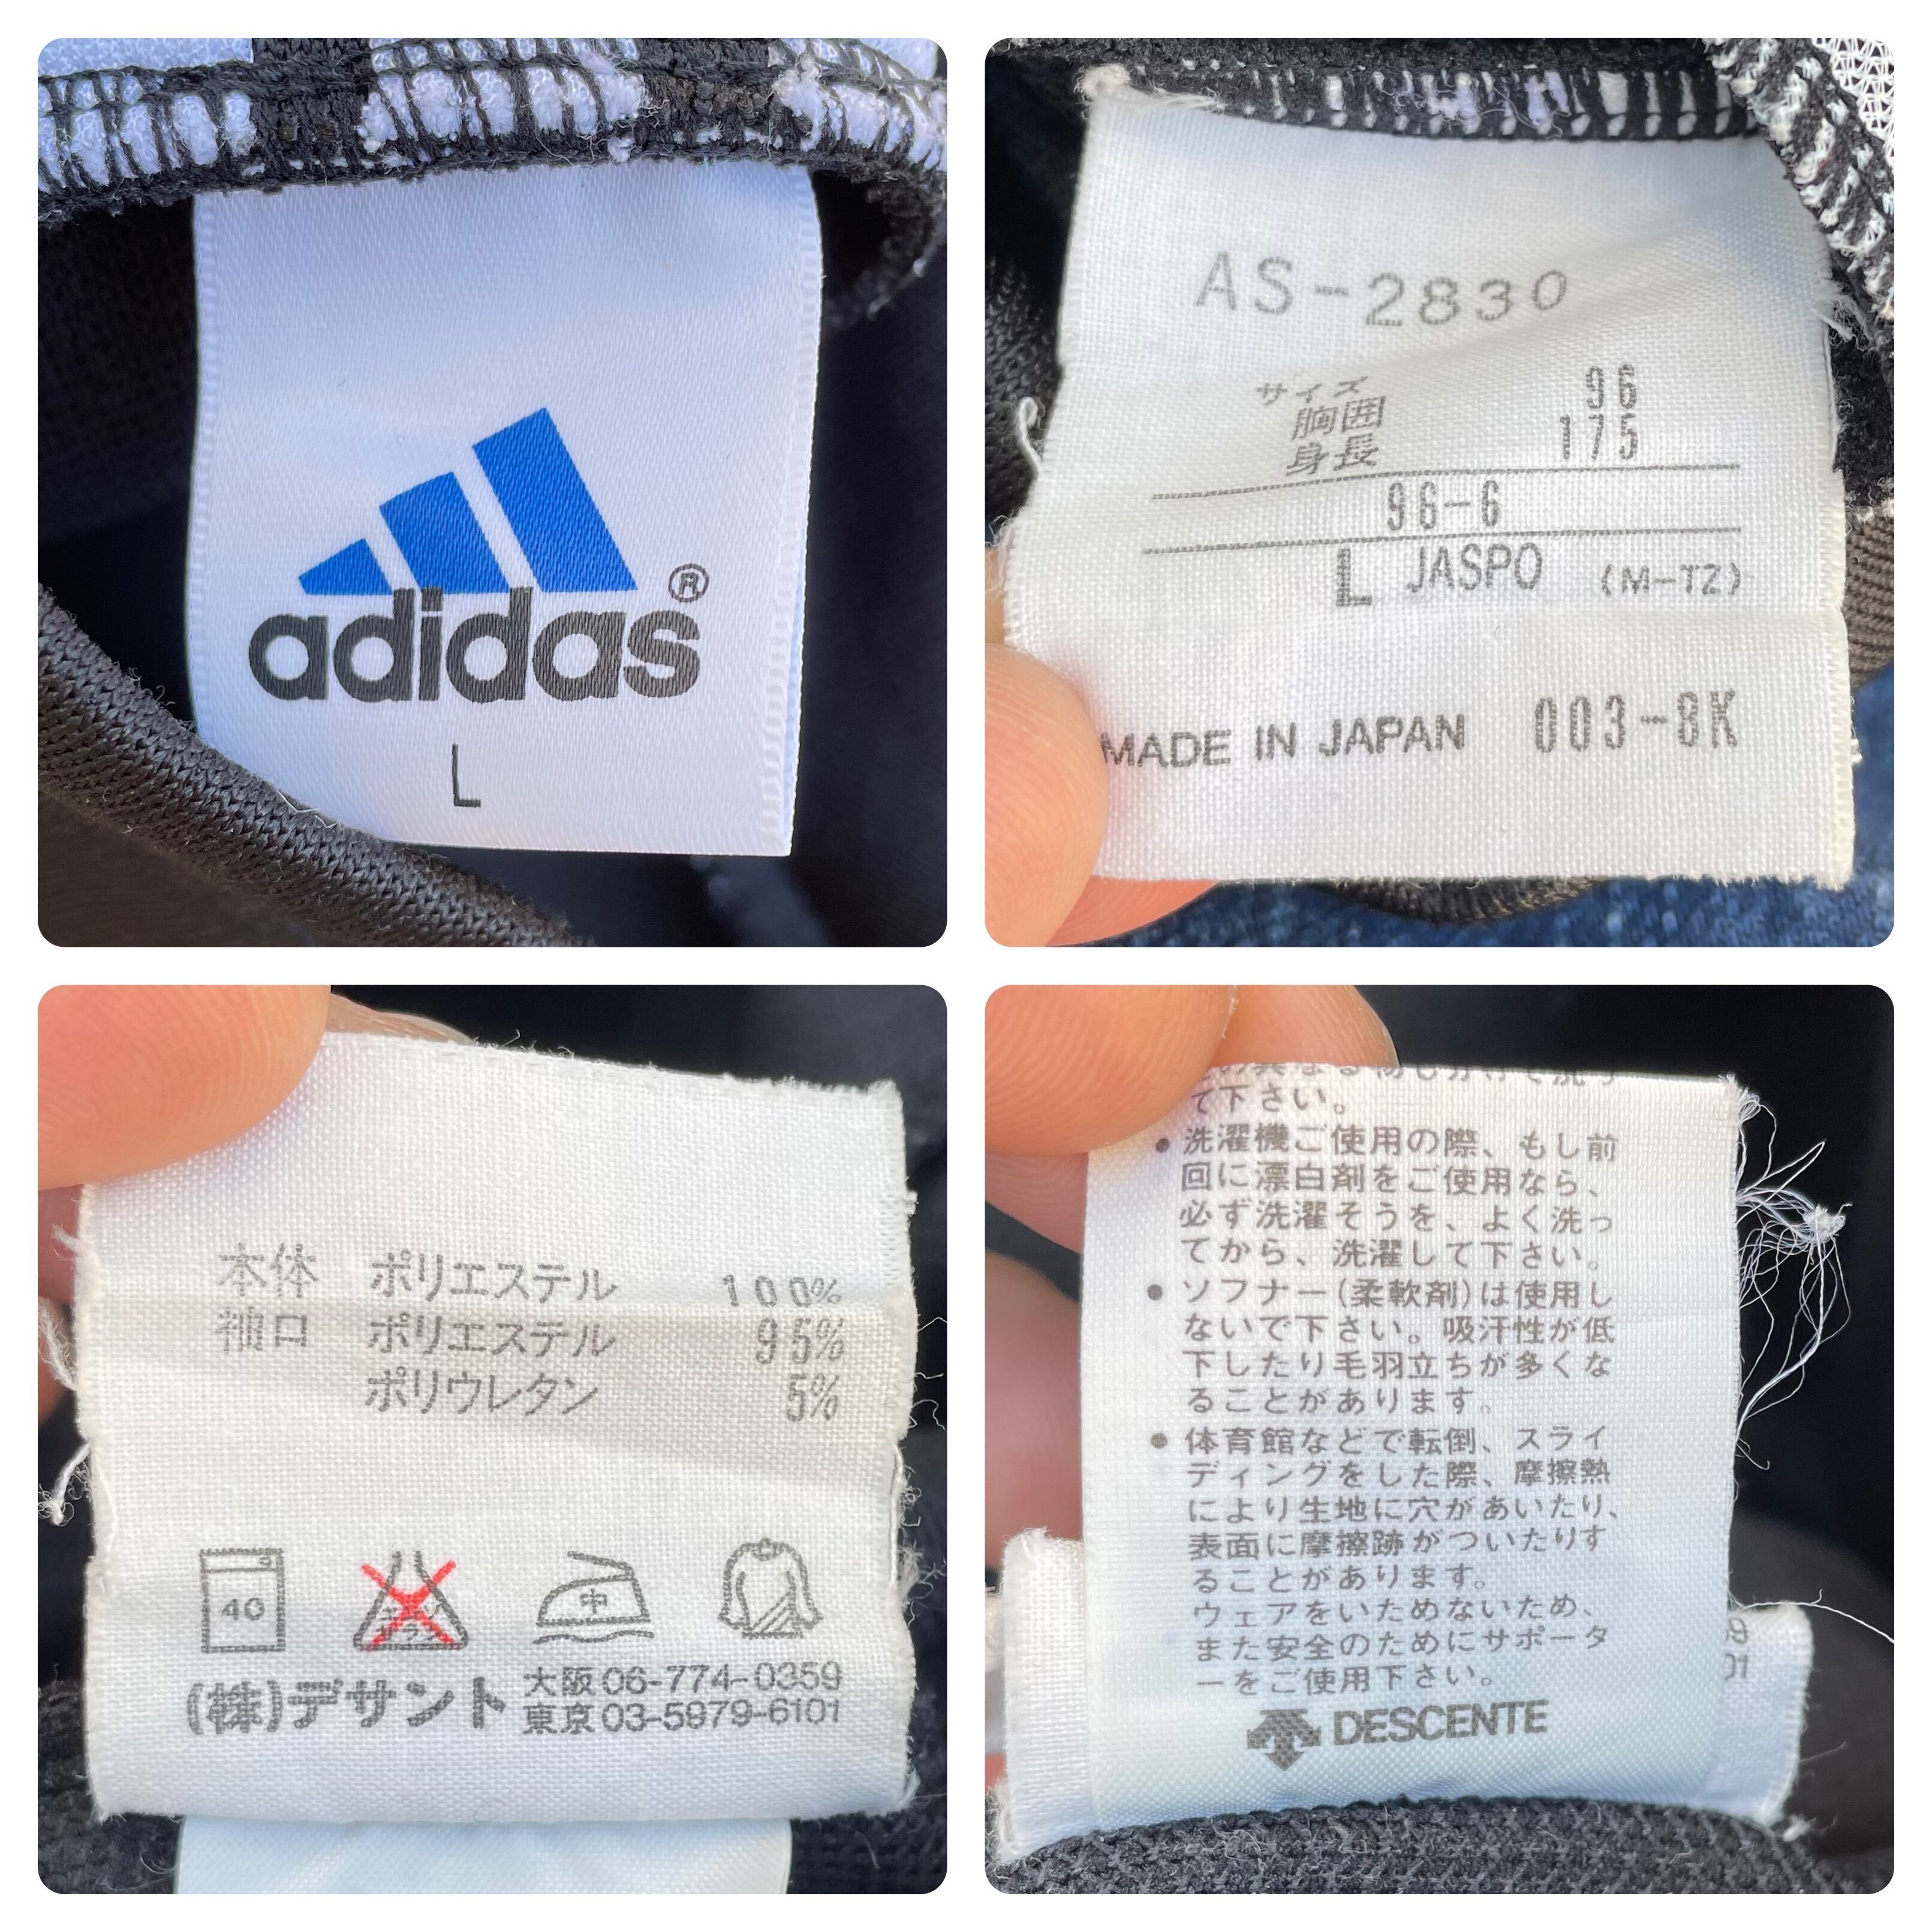 adidas®
L
AS-2830
サイズ
胸囲 96
身長 175
96-6
L JASPO (M-TZ)
MADE IN JAPAN 003-8K
本体 ポリエステル 100%
袖口 ポリエステル 95%
ポリウレタン 5%
40
中
(株)デサント 大阪06-774-0359
東京03-5979-6101
て下さい。
●洗濯機ご使用の際、もし前
回に漂白剤をご使用なら、
必ず洗濯そうを、よく洗っ
てから、洗濯して下さい。
●ソフナー(柔軟剤)は使用し
ないで下さい。吸汗性が低
下したり毛羽立ちが多くな
ることがあります。
●体育館などで転倒、スライ
ディングをした際、摩擦熱
により生地に穴があいたり、
表面に摩擦跡がついたりす
ることがあります。
ウェアをいためないため、
また安全のためにサポータ
ーをご使用下さい。
DESCENTE